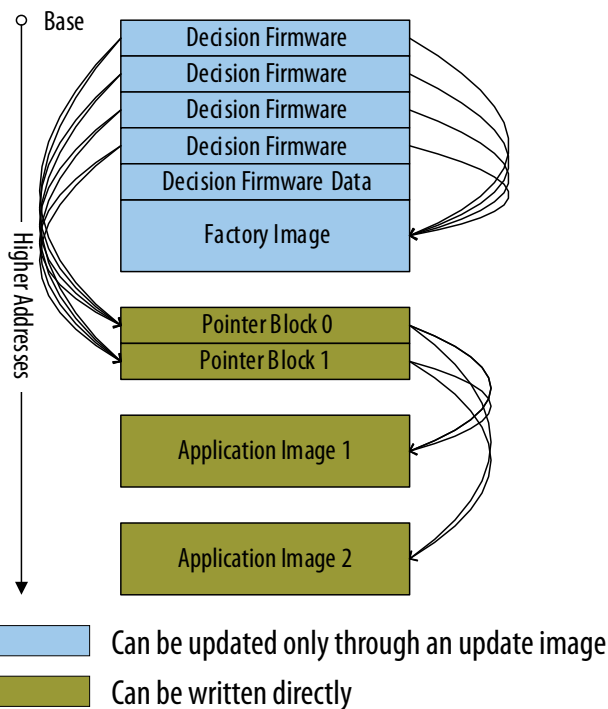 Base
Decision Firmware
Decision Firmware
Decision Firmware
Decision Firmware
Decision Firmware Data
Factory Image
Higher Addresses
Pointer Block 0
Pointer Block 1
Application Image 1
Application Image 2
Can be updated only through an update image
Can be written directly